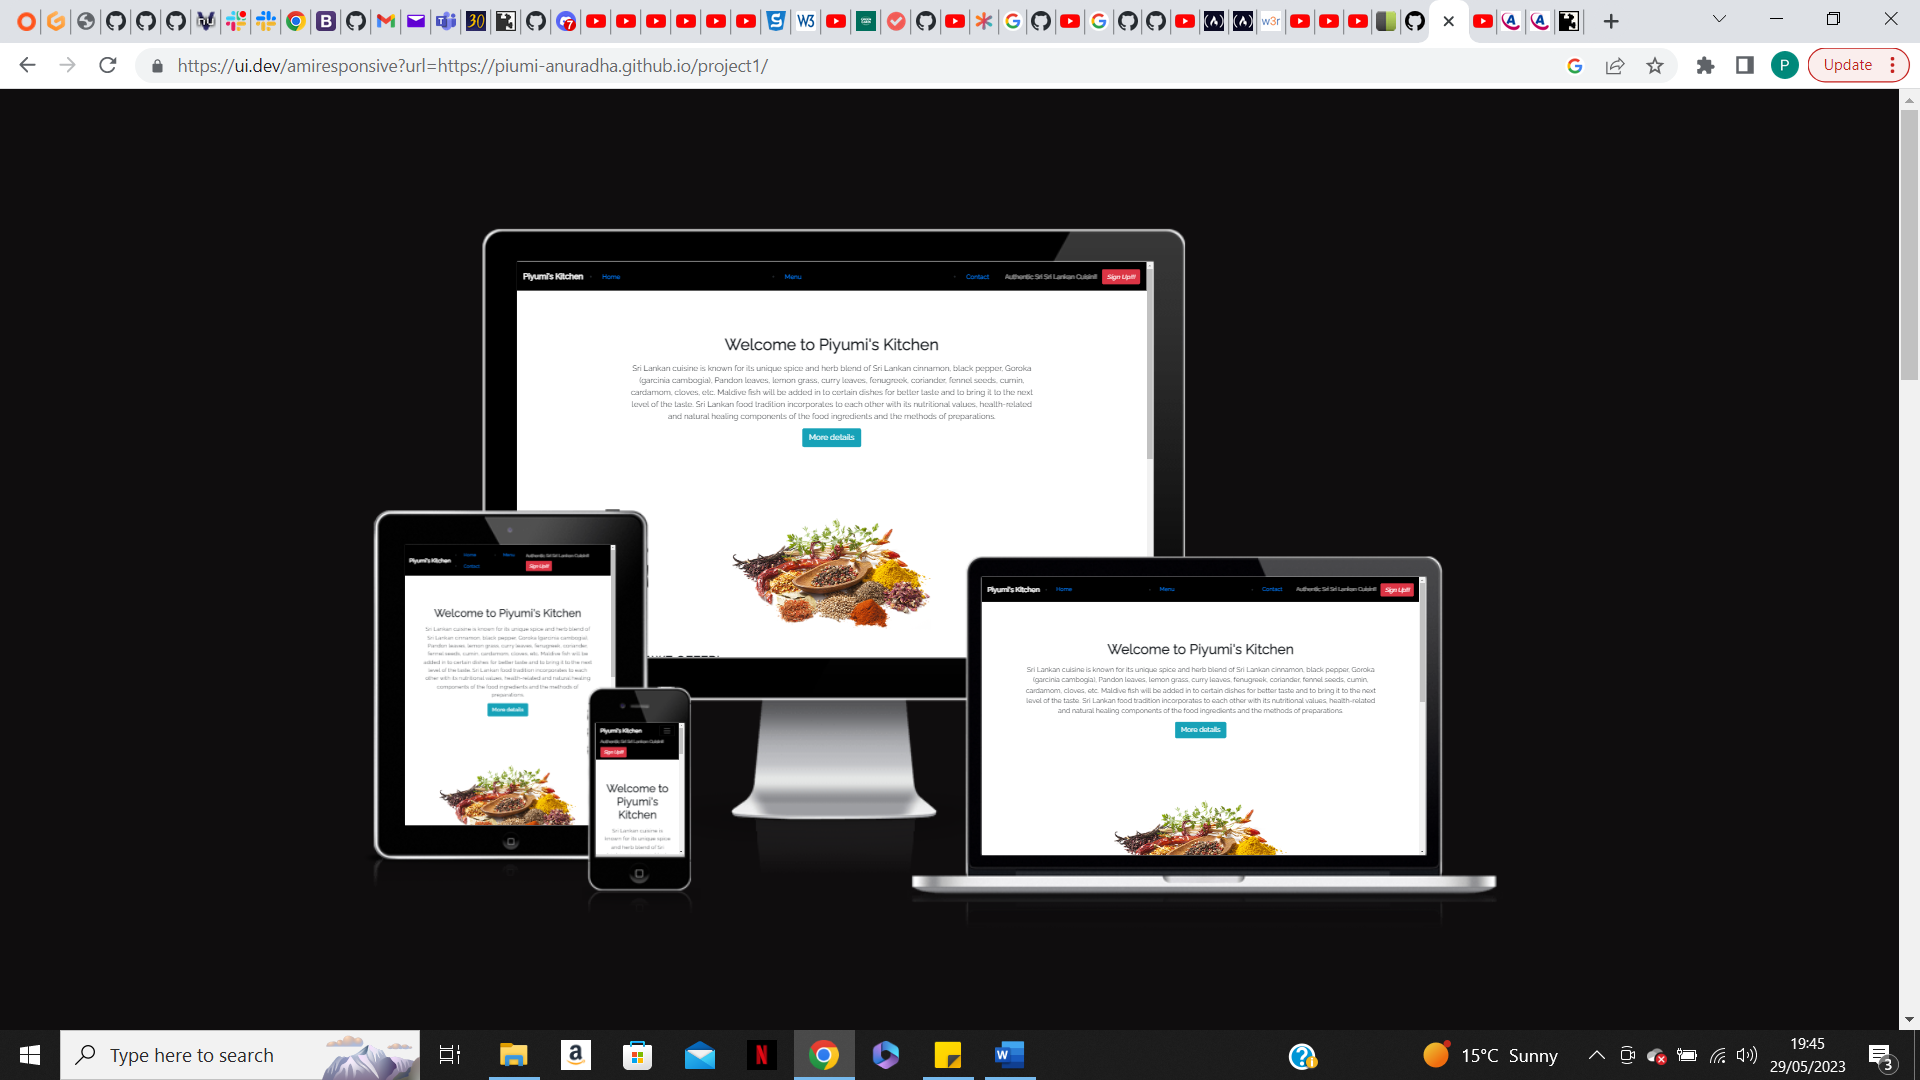 https://ui.dev/amiresponsive?url=https://piumi-anuradha.github.io/project1/
P
Update
Piyumi's Kitchen Home Menu Contact Authentic Sri Sri Lankan Cuisin!! Sign Up!!!
Welcome to Piyumi's Kitchen
Sri Lankan cuisine is known for its unique spice and herb blend of Sri Lankan cinnamon, black pepper, Goroka
(garcinia cambogia), Pandon leaves, lemon grass, curry leaves, fenugreek, coriander, fennel seeds, cumin,
cardamom, cloves, etc. Maldive fish will be added in to certain dishes for better taste and to bring it to the next
level of the taste. Sri Lankan food tradition incorporates to each other with its nutritional values, health-related
and natural healing components of the food ingredients and the methods of preparations.
More details
Piyumi's Kitchen Home Menu Authentic Sri Sri Lankan Cuisin!!
Contact Sign Up!!!
Welcome to Piyumi's Kitchen
Sri Lankan cuisine is known for its unique spice and herb blend of
Sri Lankan cinnamon, black pepper, Goroka (garcinia cambogia),
Pandon leaves, lemon grass, curry leaves, fenugreek, coriander,
fennel seeds, cumin, cardamom, cloves, etc. Maldive fish will be
added in to certain dishes for better taste and to bring it to the next
level of the taste. Sri Lankan food tradition incorporates to each
other with its nutritional values, health-related and natural healing
components of the food ingredients and the methods of
preparations.
More details
Piyumi's Kitchen
Authentic Sri Sri Lankan Cuisin!!
Sign Up!!!
Welcome to
Piyumi's
Kitchen
Sri Lankan cuisine is
known for its unique spice
and herb blend of Sri
Piyumi's Kitchen Home Menu Contact Authentic Sri Sri Lankan Cuisin!! Sign Up!!!
Welcome to Piyumi's Kitchen
Sri Lankan cuisine is known for its unique spice and herb blend of Sri Lankan cinnamon, black pepper, Goroka
(garcinia cambogia), Pandon leaves, lemon grass, curry leaves, fenugreek, coriander, fennel seeds, cumin,
cardamom, cloves, etc. Maldive fish will be added in to certain dishes for better taste and to bring it to the next
level of the taste. Sri Lankan food tradition incorporates to each other with its nutritional values, health-related
and natural healing components of the food ingredients and the methods of preparations.
More details
Type here to search
15°C Sunny
19:45
29/05/2023
3